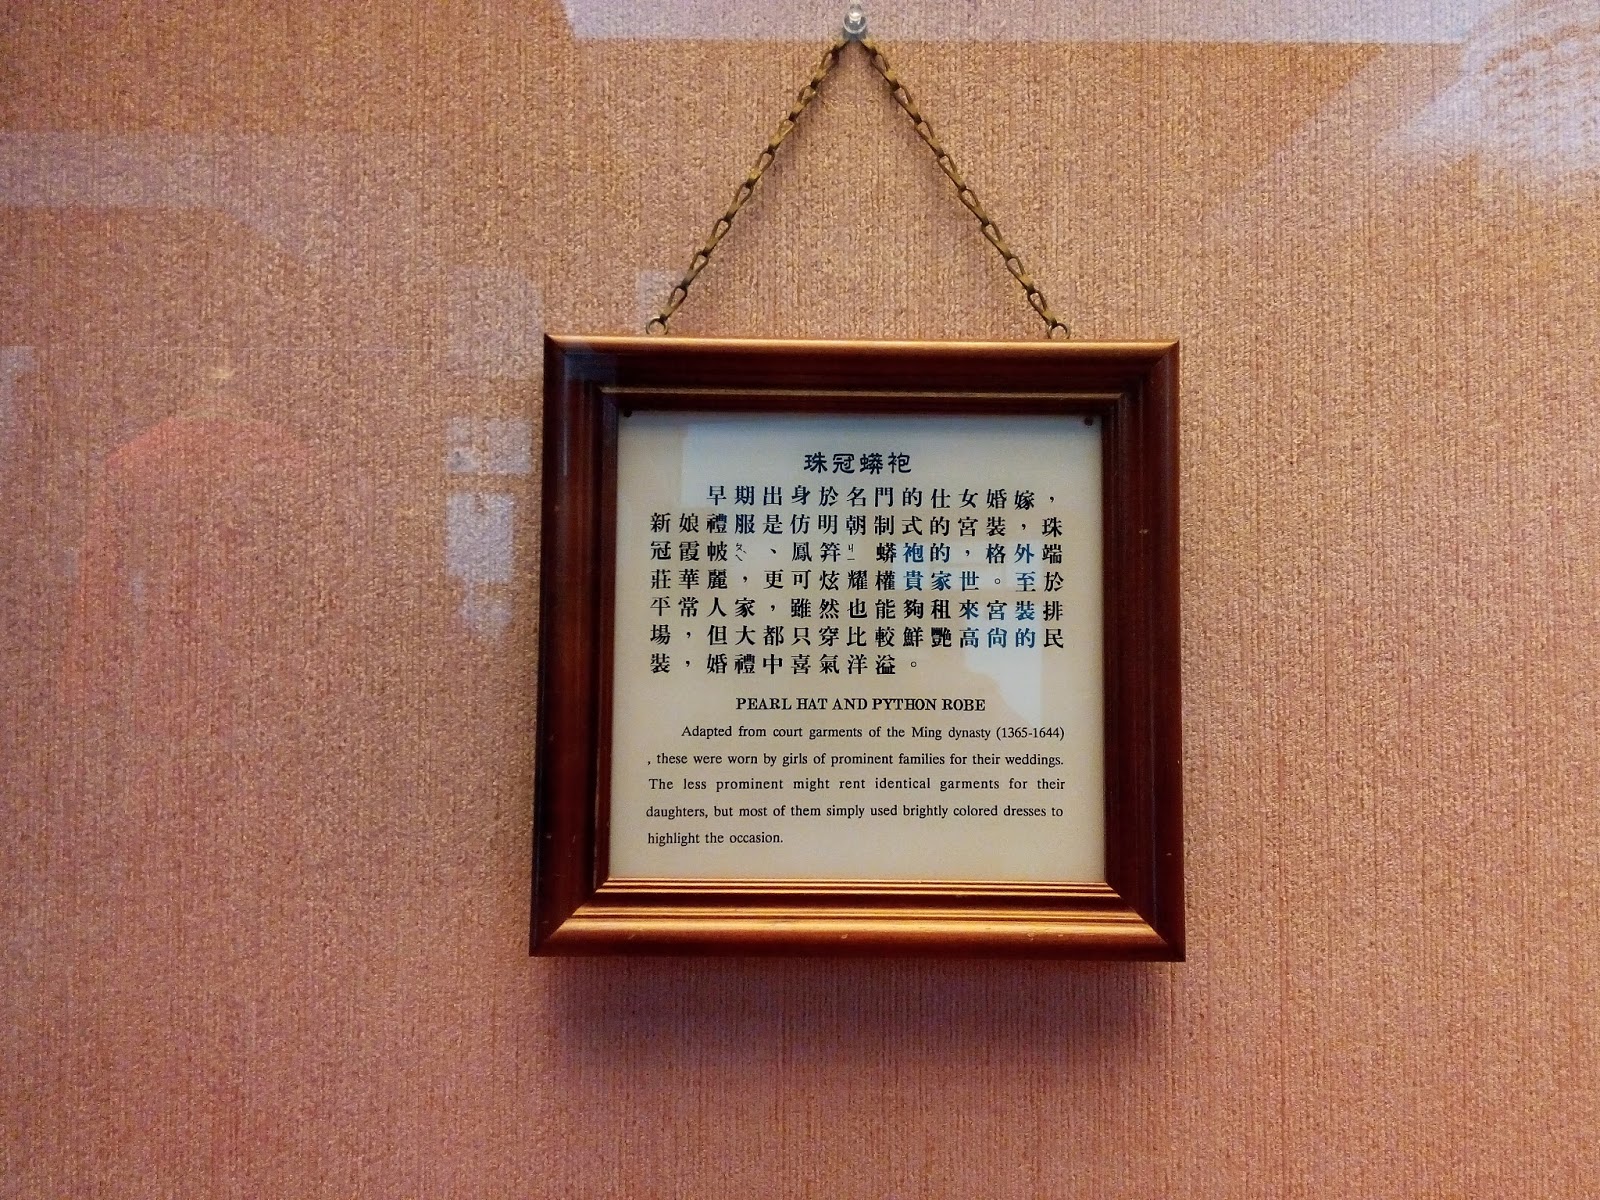 珠冠蟒袍
早期出身於名門的仕女婚嫁，
新娘禮服是仿明朝制式的宮裝，珠
冠霞帔ㄆㄟ、鳳笄ㄐㄧ蟒袍的，格外端
莊華麗，更可炫耀權貴家世。至於
平常人家，雖然也能夠租來宮裝排
場，但大都只穿比較鮮艷高尚的民
裝，婚禮中喜氣洋溢。
PEARL HAT AND PYTHON ROBE
Adapted from court garments of the Ming dynasty (1365-1644)
, these were worn by girls of prominent families for their weddings.
The less prominent might rent identical garments for their
daughters, but most of them simply used brightly colored dresses to
highlight the occasion.